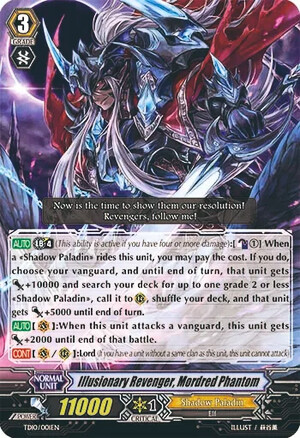 3
GRADE
Now is the time to show them our resolution!
Revengers, follow me!
AUTO LB4 (This ability is active if you have four or more damage):[1] When a
«Shadow Paladin» rides this unit, you may pay the cost. If you do,
choose your vanguard, and until end of turn, that unit gets
+10000 and search your deck for up to one grade 2 or less
«Shadow Paladin», call it to , shuffle your deck, and that unit
gets +5000 until end of turn.
AUTO :When this unit attacks a vanguard, this unit gets
+2000 until end of that battle.
CONT :Lord (If you have a unit without a same clan as this unit, this unit cannot attack)
NORMAL UNIT
Illusionary Revenger, Mordred Phantom
POWER
11000
1
CRITICAL
Shadow Paladin
Elf
TD10/001EN
ILLUST